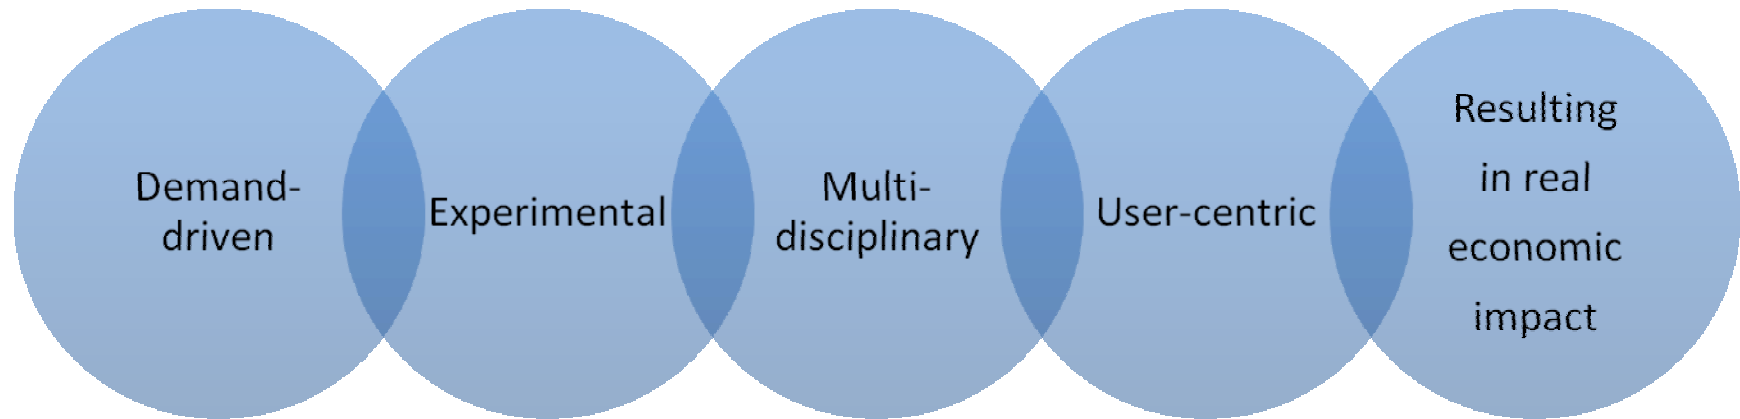 Demand-
driven
Experimental
Multi-
disciplinary
User-centric
Resulting
in real
economic
impact